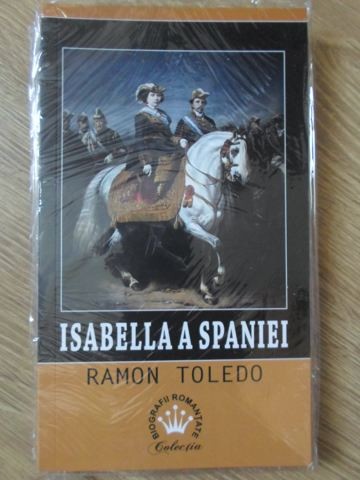 ISABELLA A SPANIEI
RAMON TOLEDO
BIOGRAFII ROMANȚATE
Colecția